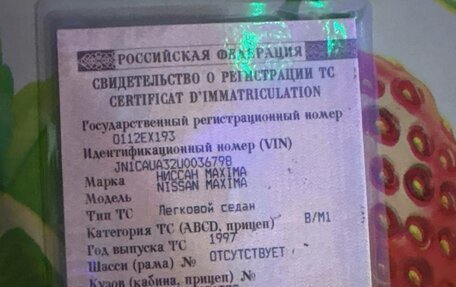 РОССИЙСКАЯ ФЕДЕРАЦИЯ
СВИДЕТЕЛЬСТВО О РЕГИСТРАЦИИ ТС
CERTIFICAT D'IMMATRICULATION
Государственный регистрационный номер
О112ЕХ193
Идентификационный номер (VIN)
JN1CAUA32U0036798
Марка НИССАН МАХIМА
Модель NISSAN MAXIMA
Тип ТС Легковой седан
Категория ТС (ABCD, прицеп) B/M1
Год выпуска ТС 1997
Шасси (рама) № ОТСУТСТВУЕТ
Кузов (кабина, прицеп) №